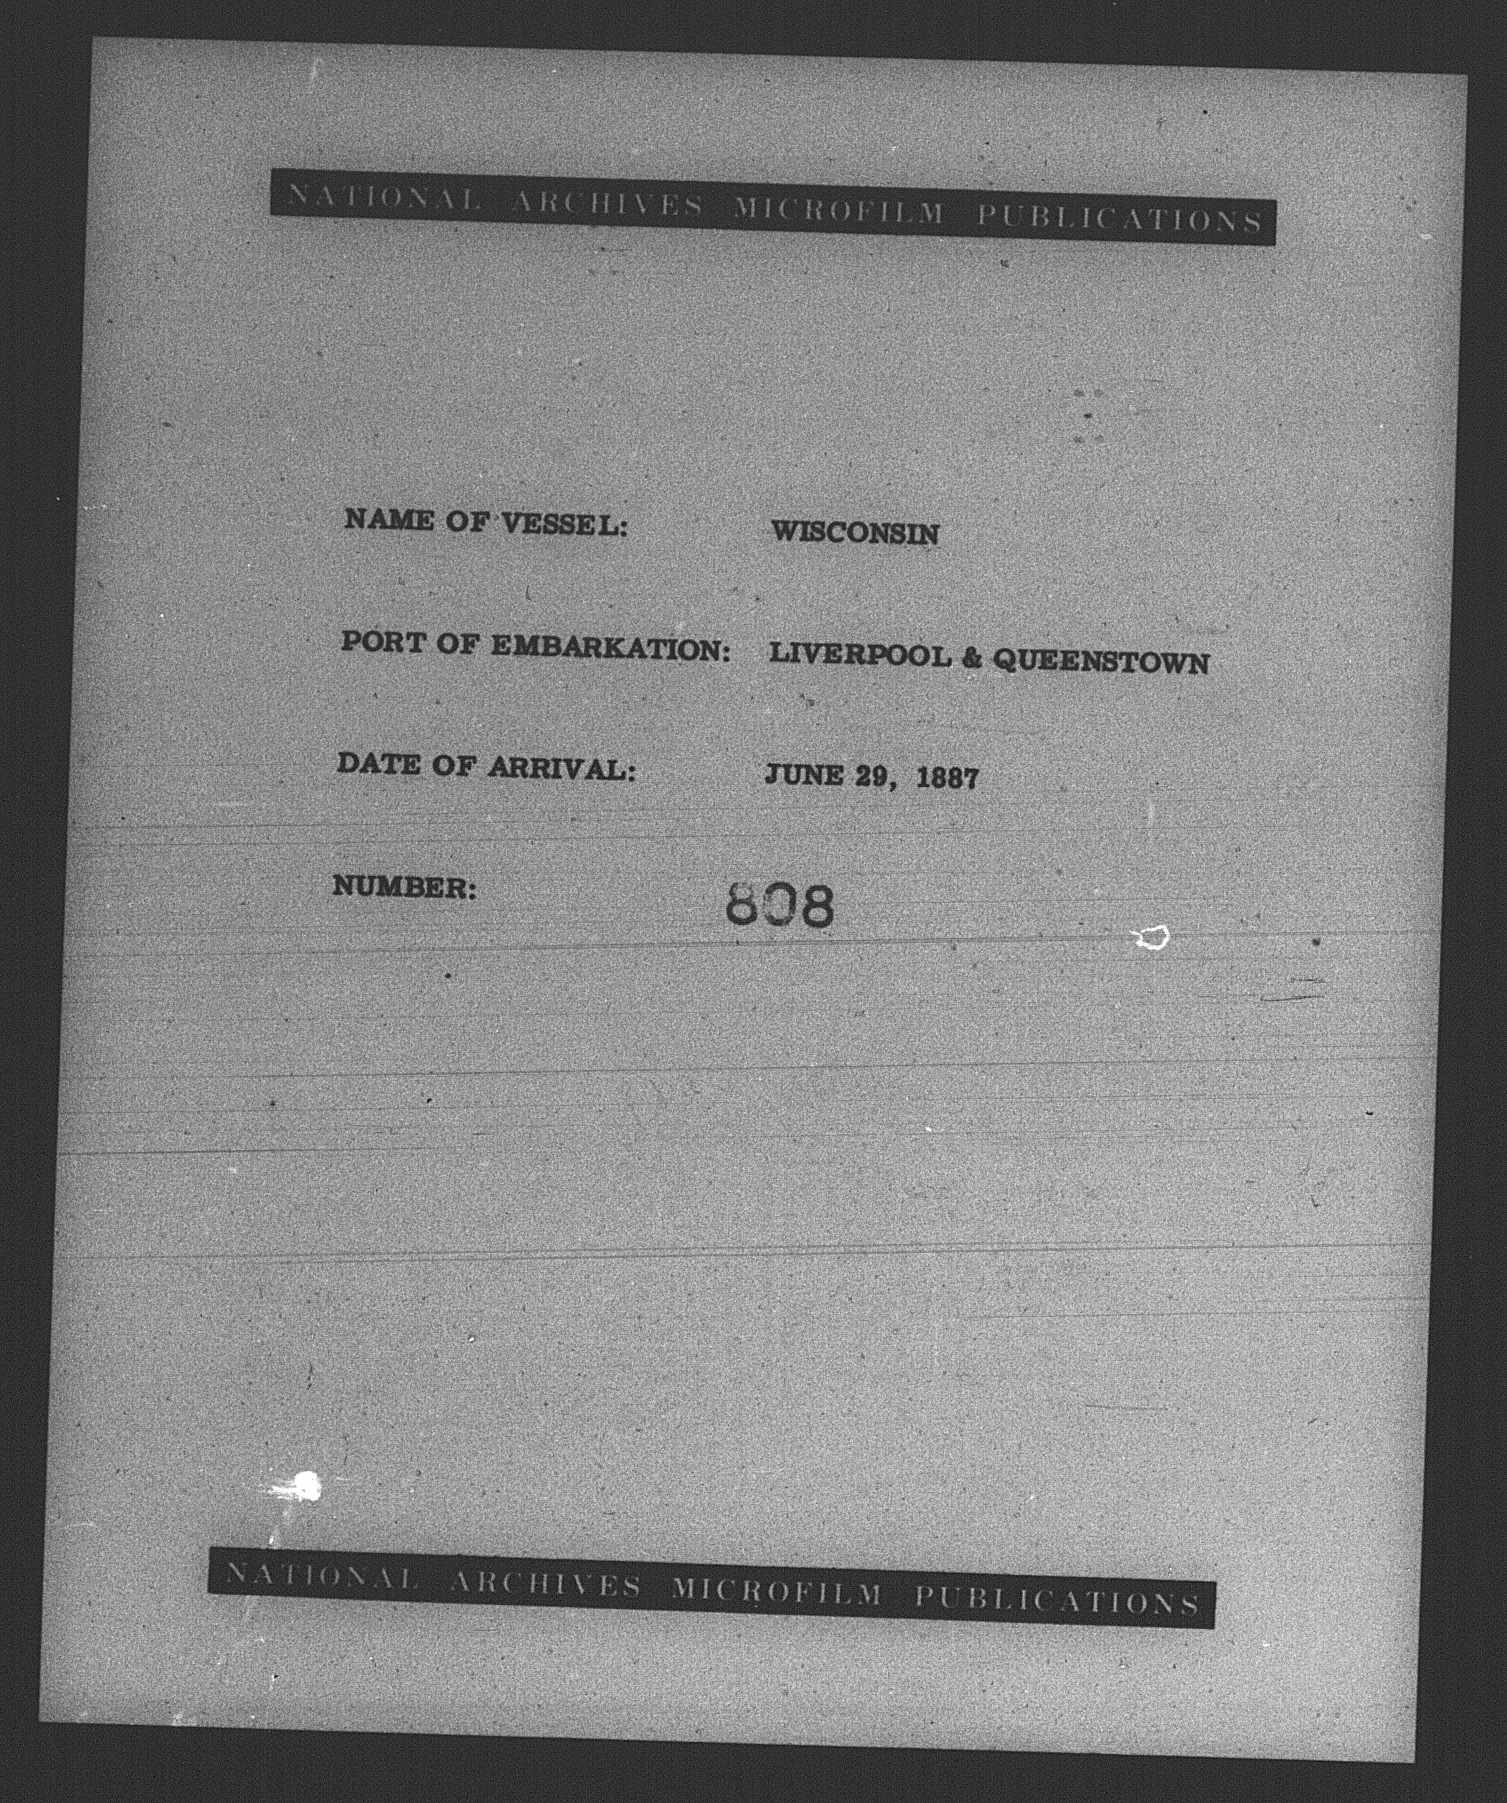 NATIONAL ARCHIVES MICROFILM PUBLICATIONS
NAME OF VESSEL: WISCONSIN
PORT OF EMBARKATION: LIVERPOOL & QUEENSTOWN
DATE OF ARRIVAL: JUNE 29, 1887
NUMBER: 808
NATIONAL ARCHIVES MICROFILM PUBLICATIONS